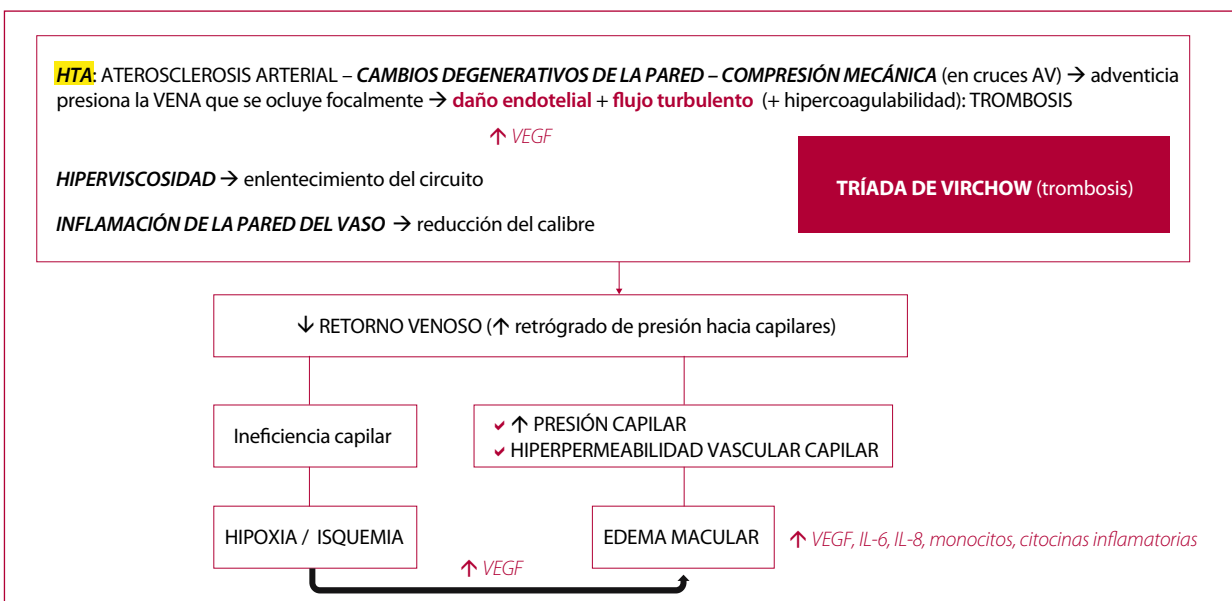 HTA: ATEROSCLEROSIS ARTERIAL – CAMBIOS DEGENERATIVOS DE LA PARED – COMPRESIÓN MECÁNICA (en cruces AV) → adventicia
presiona la VENA que se ocluye focalmente → daño endotelial + flujo turbulento (+ hipercoagulabilidad): TROMBOSIS
↑ VEGF
HIPERVISCOSIDAD → enlentecimiento del circuito
TRÍADA DE VIRCHOW (trombosis)
INFLAMACIÓN DE LA PARED DEL VASO → reducción del calibre
↓ RETORNO VENOSO (↑ retrógrado de presión hacia capilares)
Ineficiencia capilar
✓ ↑ PRESIÓN CAPILAR
✓ HIPERPERMEABILIDAD VASCULAR CAPILAR
HIPOXIA / ISQUEMIA
EDEMA MACULAR
↑ VEGF, IL-6, IL-8, monocitos, citocinas inflamatorias
↑ VEGF